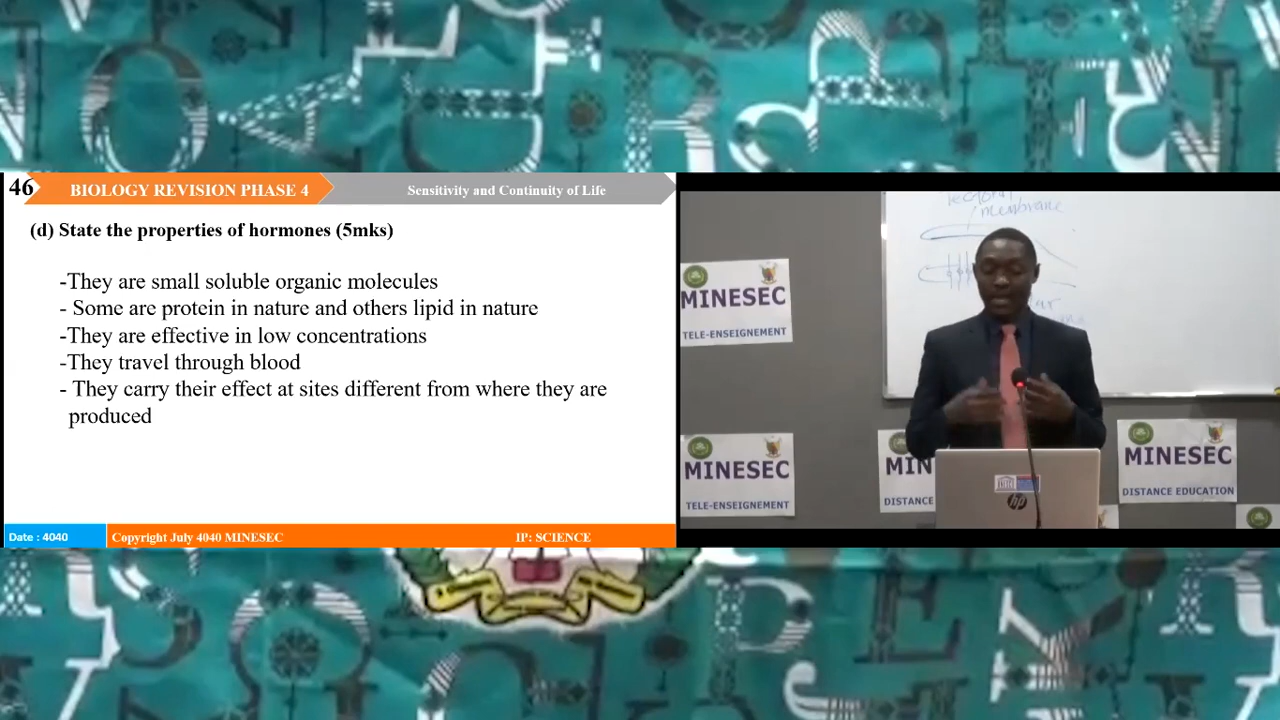 46
BIOLOGY REVISION PHASE 4
Sensitivity and Continuity of Life
(d) State the properties of hormones (5mks)
-They are small soluble organic molecules
- Some are protein in nature and others lipid in nature
-They are effective in low concentrations
-They travel through blood
- They carry their effect at sites different from where they are
produced
Date : 4040
Copyright July 4040 MINESEC
IP: SCIENCE
membrane
MINESEC
TELE-ENSEIGNEMENT
MINESEC
TELE-ENSEIGNEMENT
MIN
DISTANCE
MINESEC
DISTANCE EDUCATION
hp